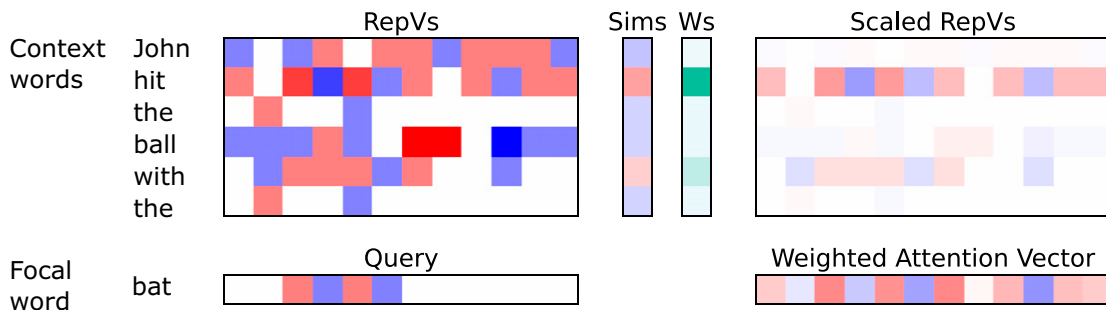 RepVs Sims Ws Scaled RepVs
Context words
John
hit
the
ball
with
the
Query Weighted Attention Vector
Focal word
bat